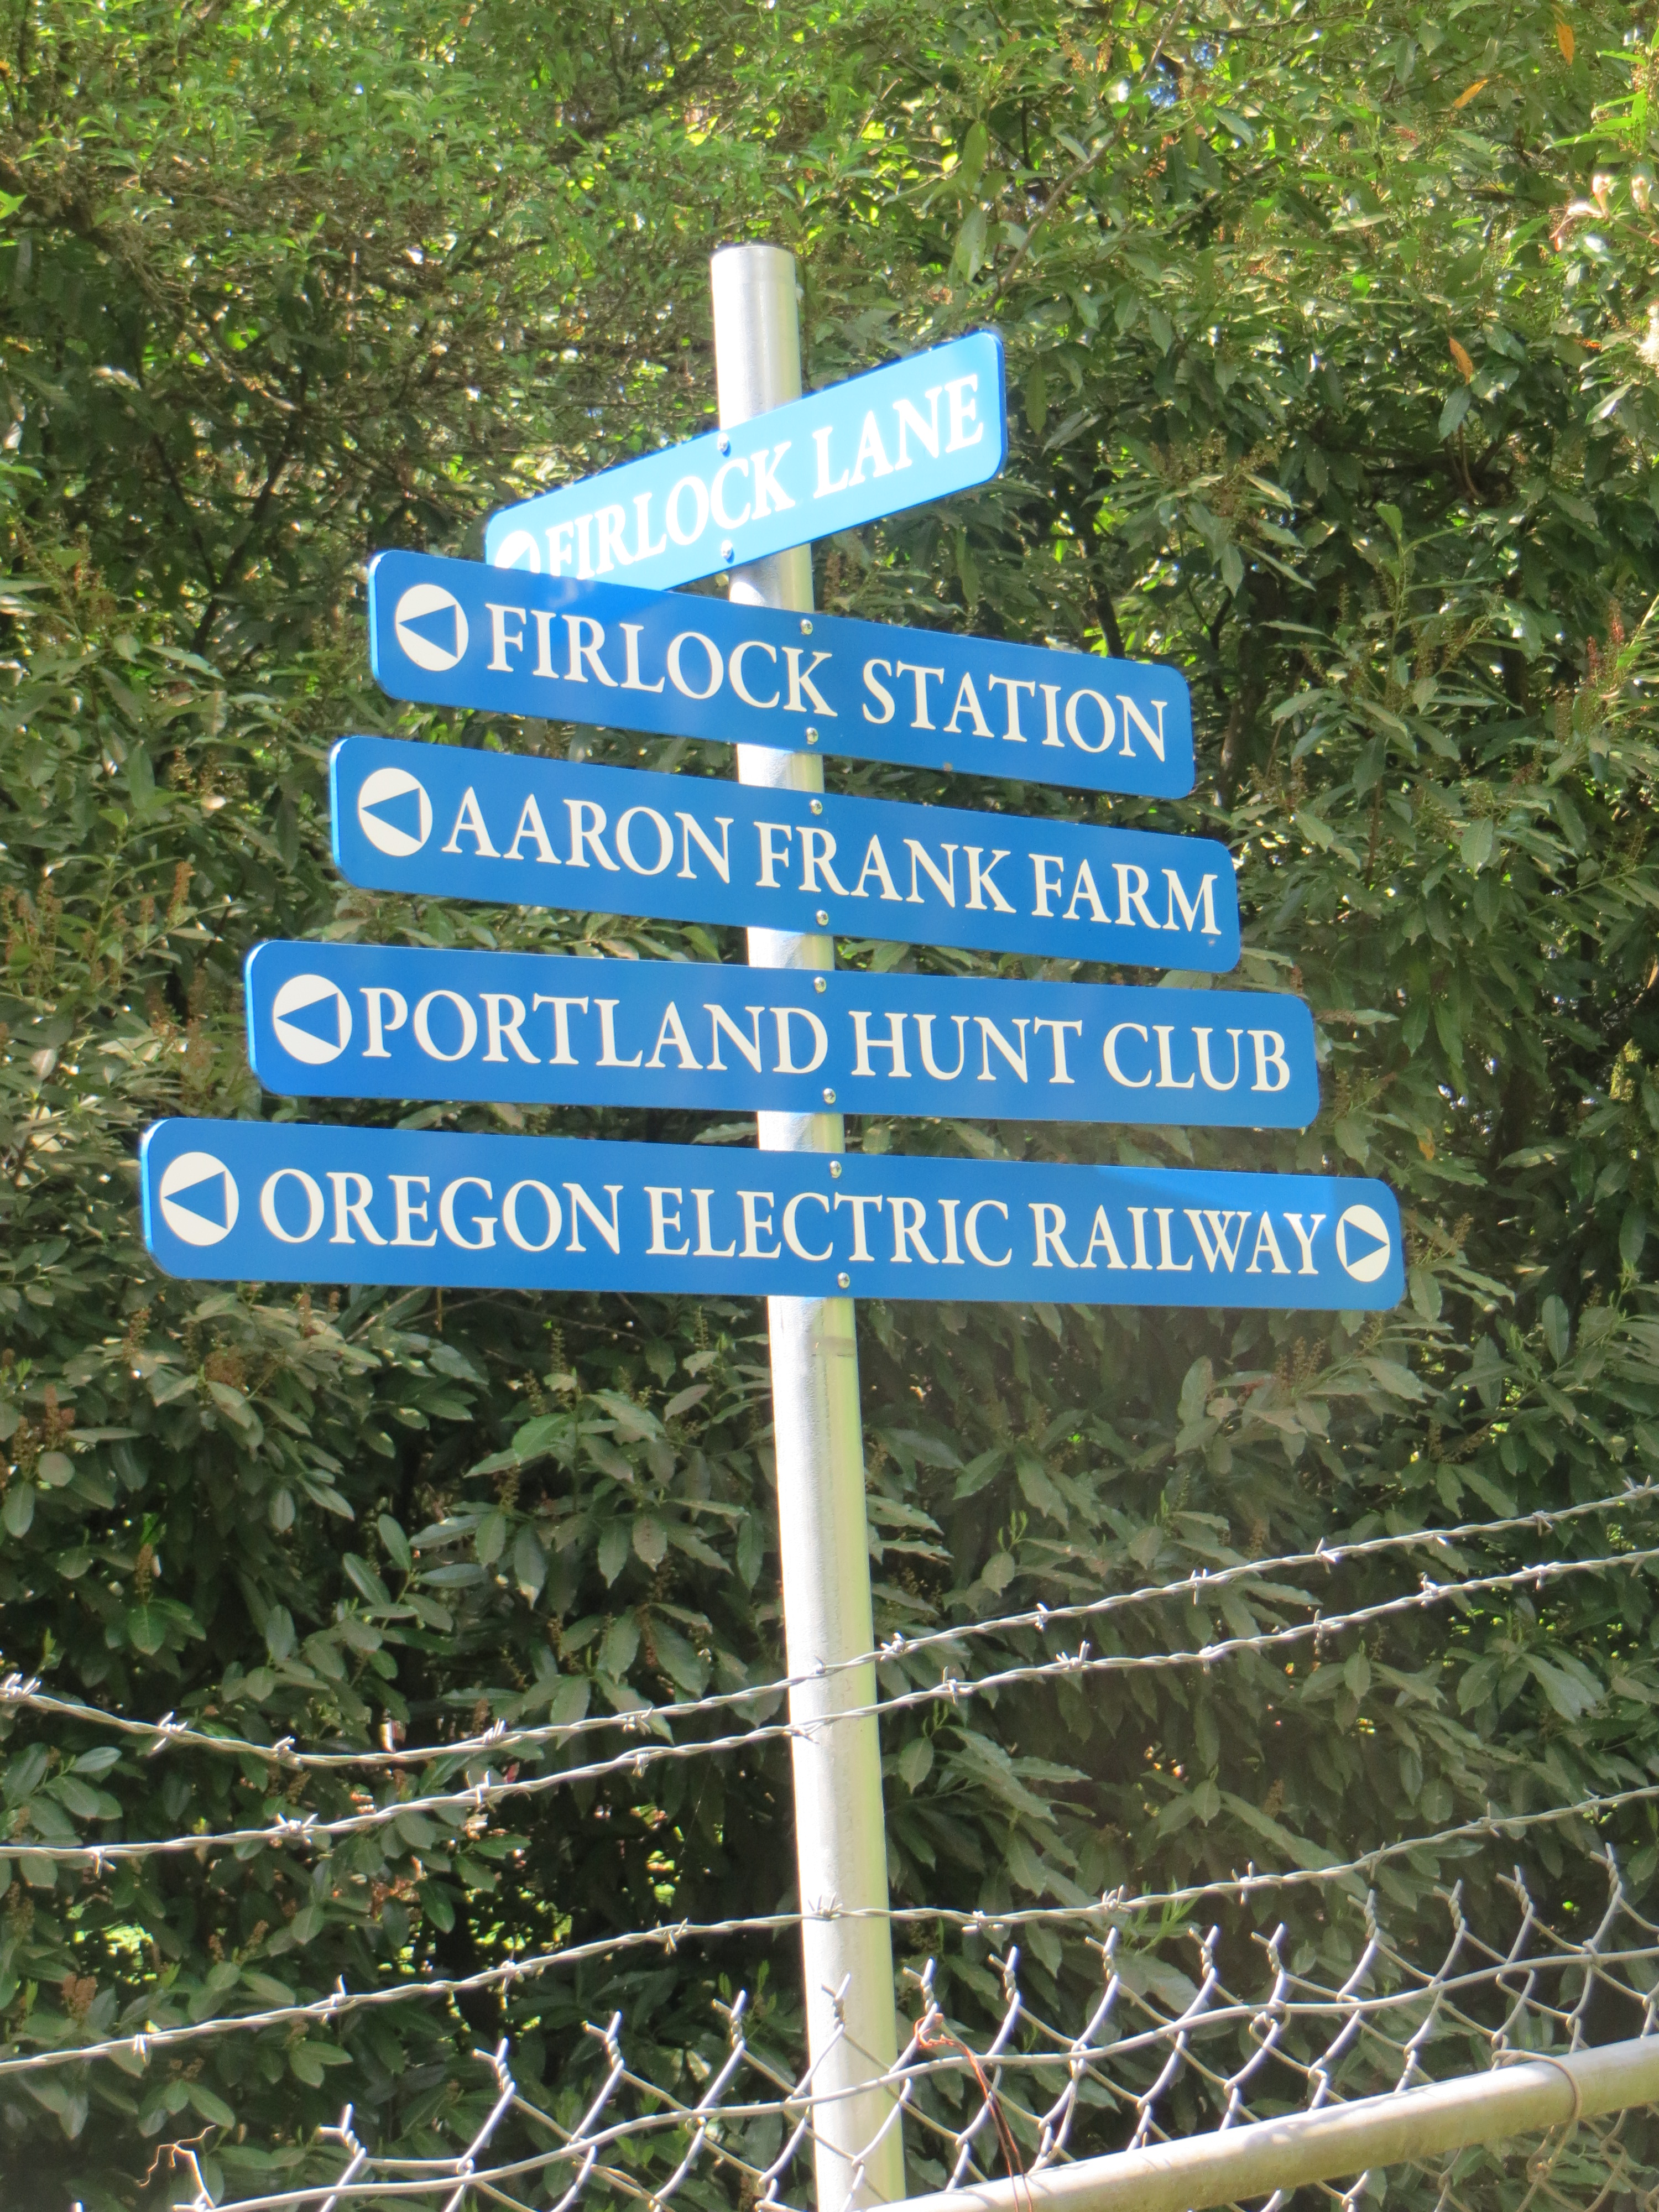 FIRLOCK LANE
FIRLOCK STATION
AARON FRANK FARM
PORTLAND HUNT CLUB
OREGON ELECTRIC RAILWAY